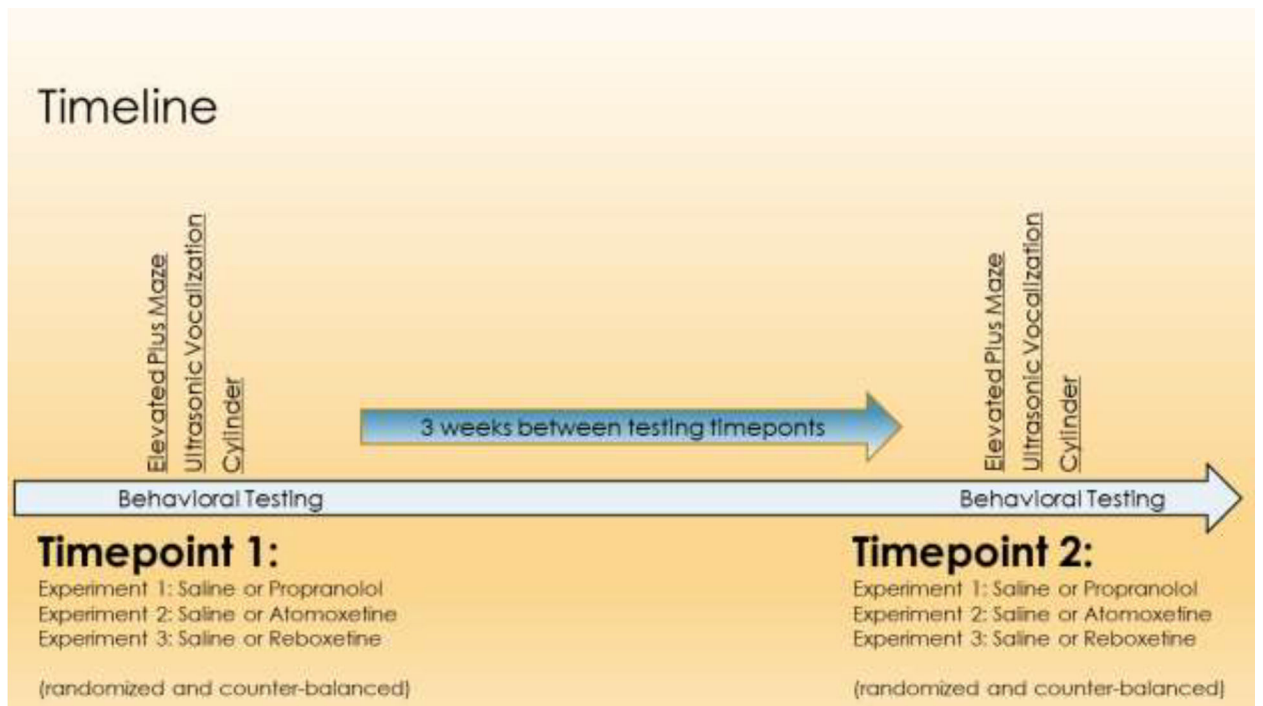 Timeline
Elevated Plus Maze
Ultrasonic Vocalization
Cylinder
3 weeks between testing timeponts
Elevated Plus Maze
Ultrasonic Vocalization
Cylinder
Behavioral Testing
Behavioral Testing
Timepoint 1:
Experiment 1: Saline or Propranolol
Experiment 2: Saline or Atomoxetine
Experiment 3: Saline or Reboxetine
(randomized and counter-balanced)
Timepoint 2:
Experiment 1: Saline or Propranolol
Experiment 2: Saline or Atomoxetine
Experiment 3: Saline or Reboxetine
(randomized and counter-balanced)